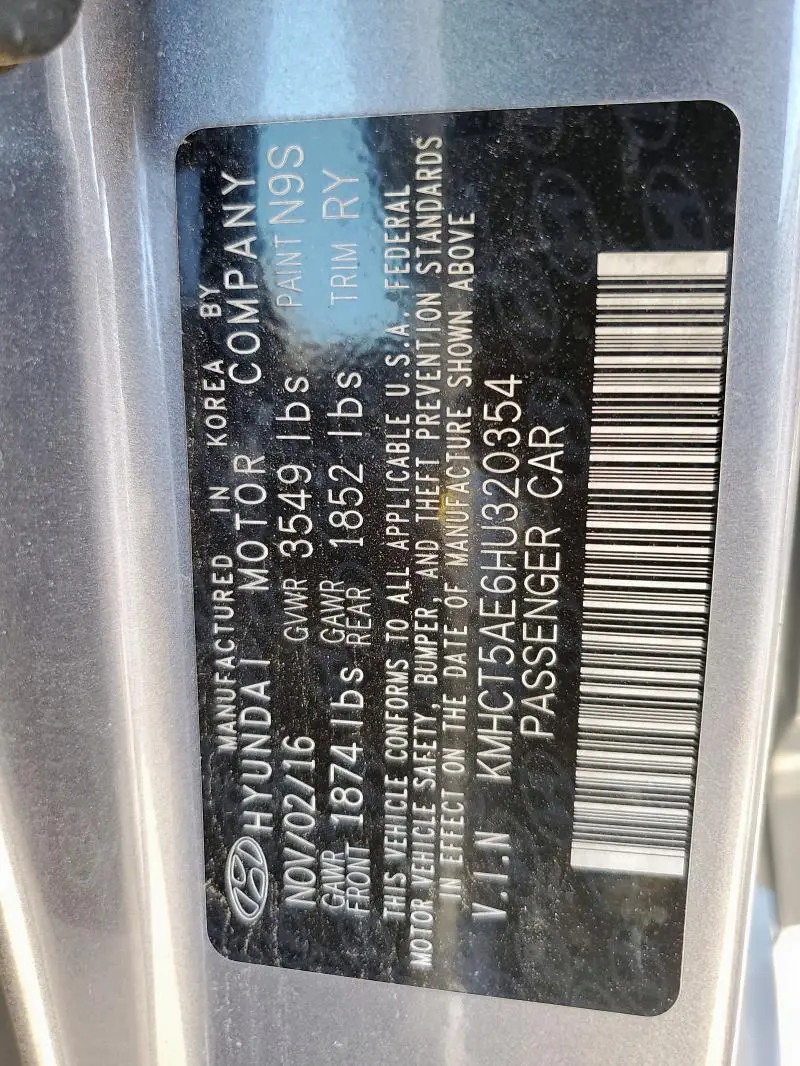 MANUFACTURED IN KOREA BY
HYUNDAI MOTOR COMPANY
NOV/02/16 GVWR 3549 lbs PAINT N9S
GAWR FRONT 1874 lbs GAWR REAR 1852 lbs TRIM RY
THIS VEHICLE CONFORMS TO ALL APPLICABLE U.S.A. FEDERAL
MOTOR VEHICLE SAFETY, BUMPER, AND THEFT PREVENTION STANDARDS
IN EFFECT ON THE DATE OF MANUFACTURE SHOWN ABOVE
V.I.N KMHCT5AE6HU320354
PASSENGER CAR